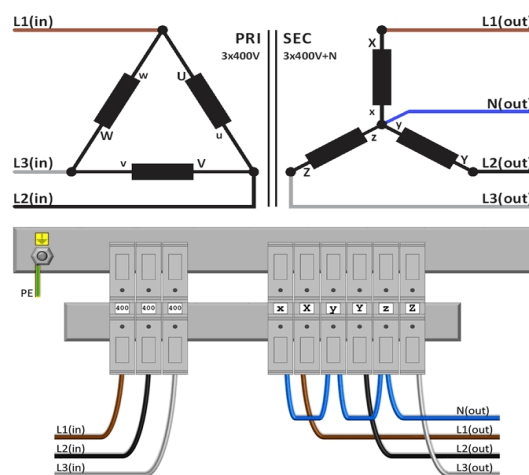 L1(in)
PRI
3x400V
SEC
3x400V+N
L1(out)
X
w
U
x
N(out)
W
u
z
y
L3(in)
v
V
Z
Y
L2(out)
L2(in)
L3(out)
PE
400
400
400
x
X
y
Y
z
Z
N(out)
L1(in)
L1(out)
L2(in)
L2(out)
L3(in)
L3(out)